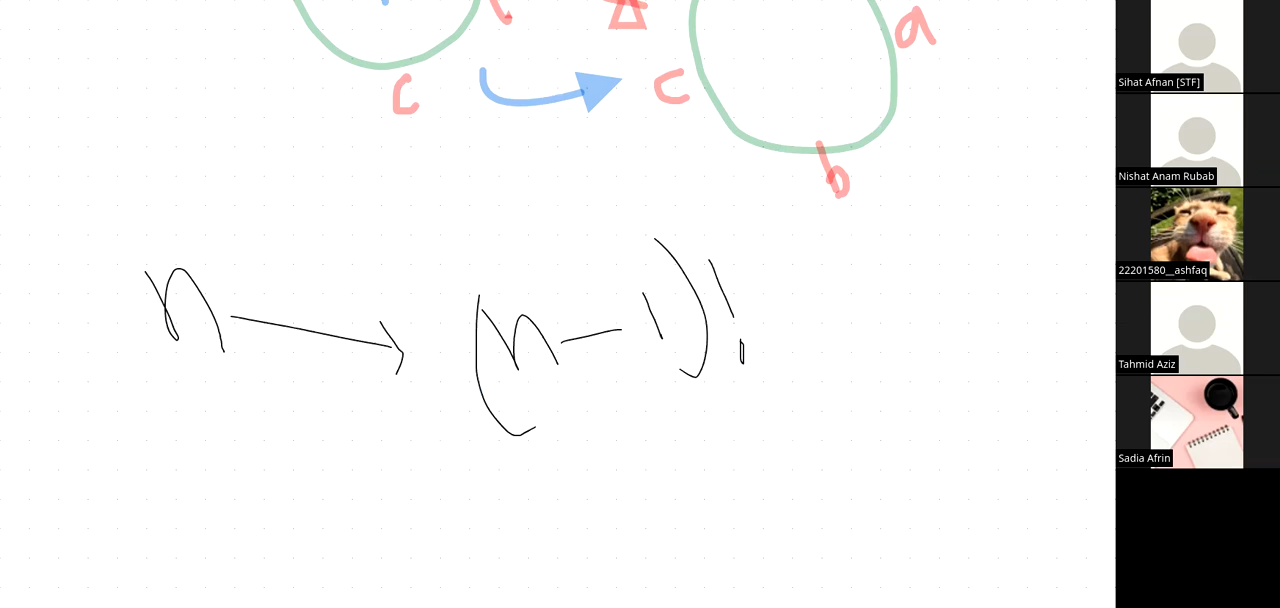 a
c
c
b
n → (n-1)!
Sihat Afnan [STF]
Nishat Anam Rubab
22201580__ashfaq
Tahmid Aziz
Sadia Afrin